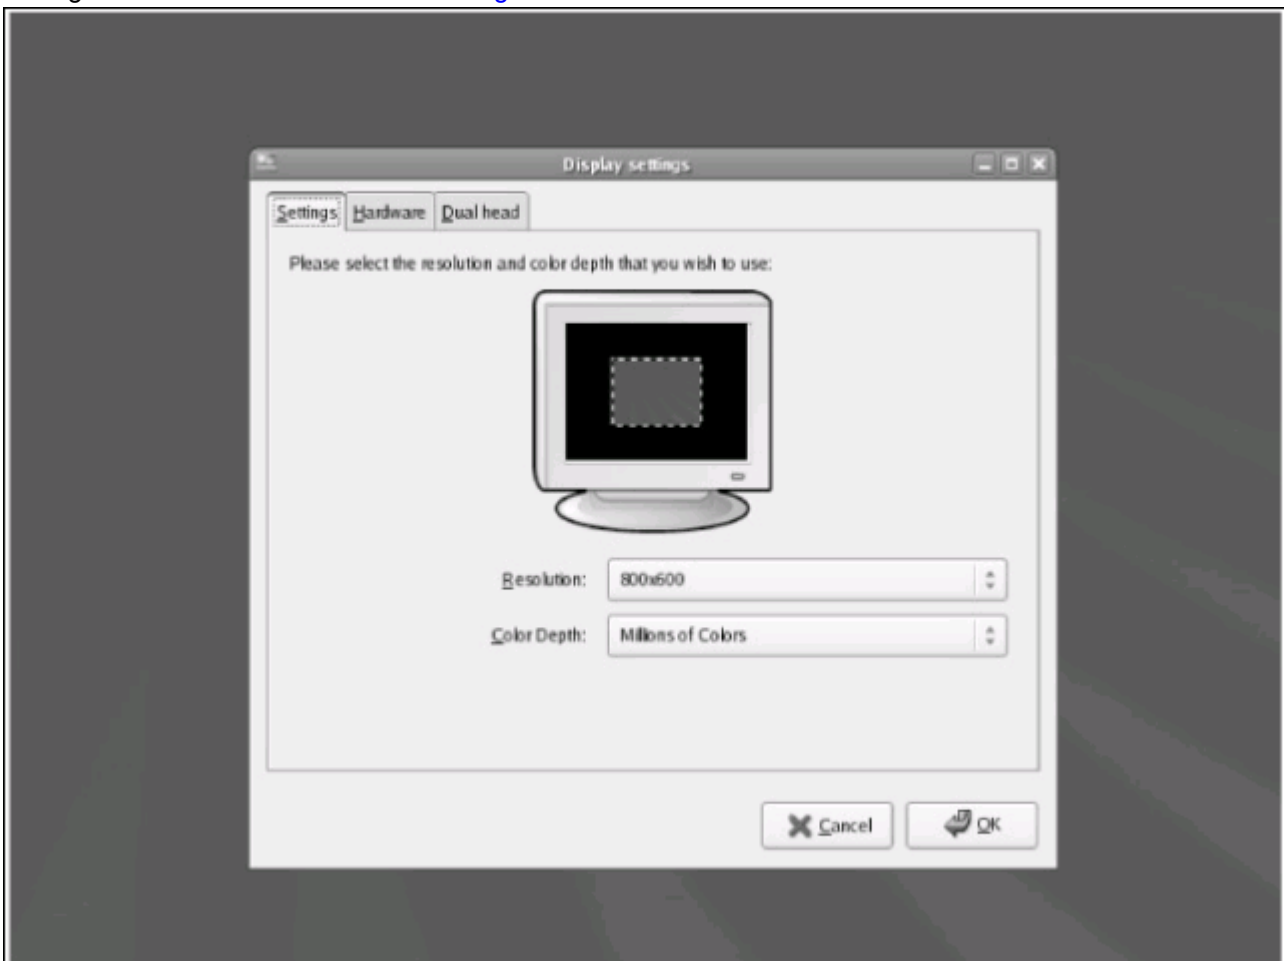 Display settings
Settings Hardware Dual head
Please select the resolution and color depth that you wish to use:
Resolution: 800x600
Color Depth: Millions of Colors
Cancel OK